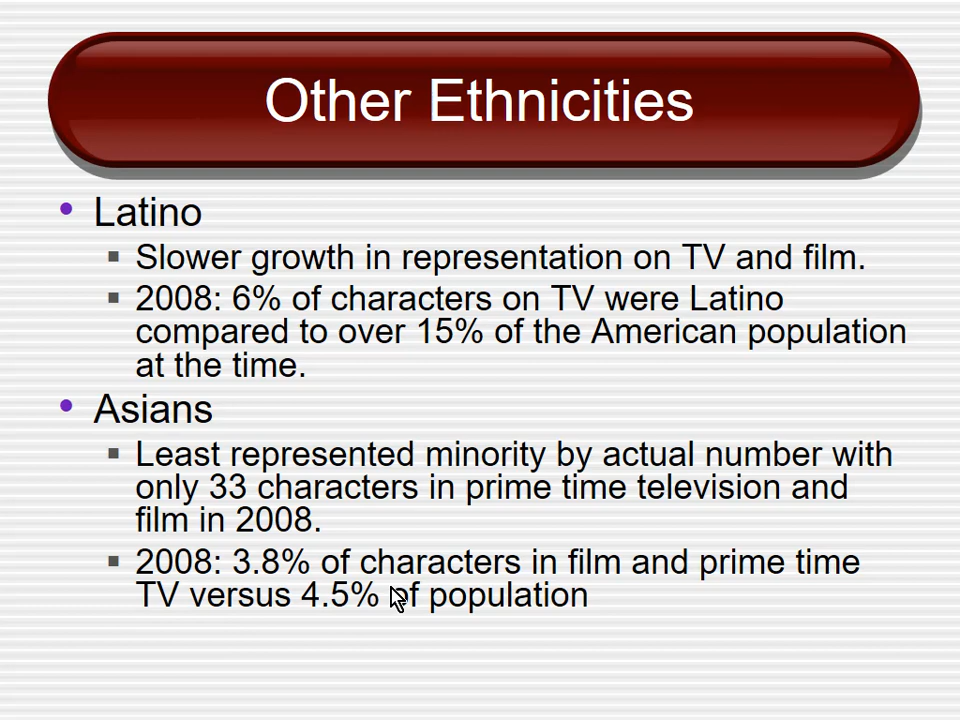 Other Ethnicities
• Latino
▪ Slower growth in representation on TV and film.
▪ 2008: 6% of characters on TV were Latino
compared to over 15% of the American population
at the time.
• Asians
▪ Least represented minority by actual number with
only 33 characters in prime time television and
film in 2008.
▪ 2008: 3.8% of characters in film and prime time
TV versus 4.5% of population